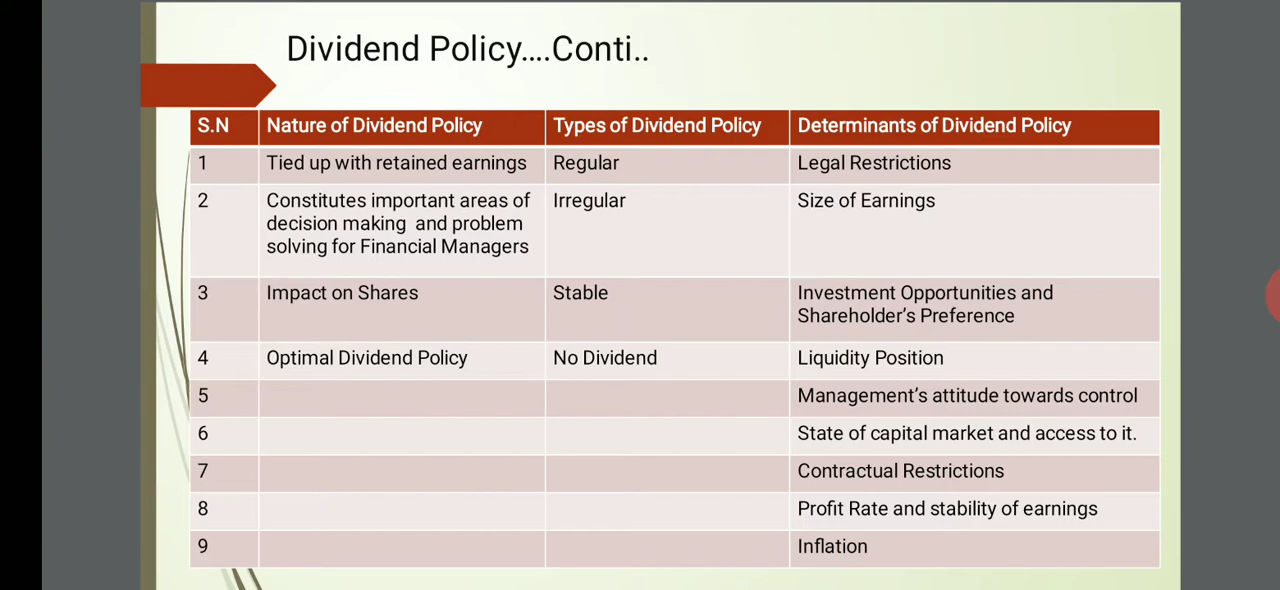 Dividend Policy....Conti..
S.N Nature of Dividend Policy Types of Dividend Policy Determinants of Dividend Policy
1 Tied up with retained earnings Regular Legal Restrictions
2 Constitutes important areas of Irregular Size of Earnings
decision making and problem
solving for Financial Managers
3 Impact on Shares Stable Investment Opportunities and
Shareholder's Preference
4 Optimal Dividend Policy No Dividend Liquidity Position
5 Management's attitude towards control
6 State of capital market and access to it.
7 Contractual Restrictions
8 Profit Rate and stability of earnings
9 Inflation